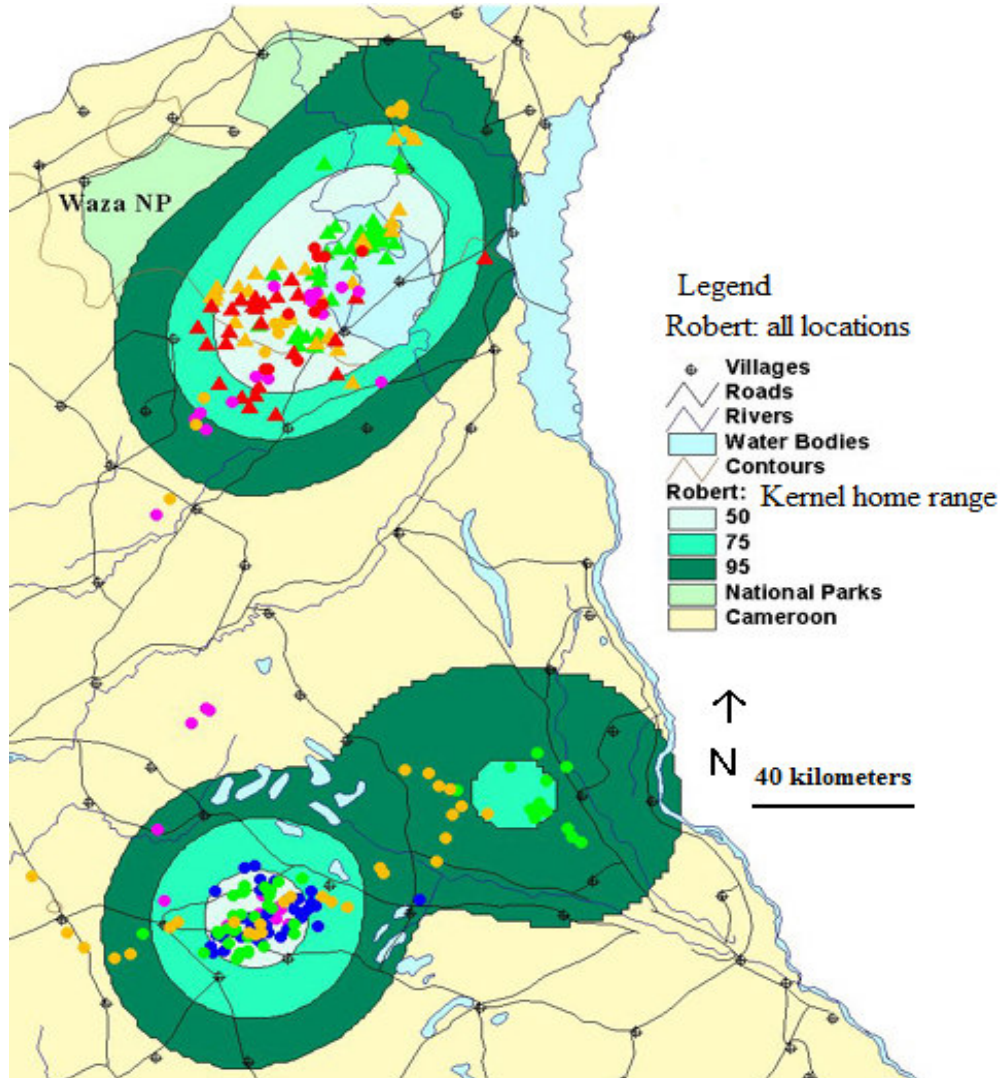 Waza NP
Legend
Robert: all locations
Villages
Roads
Rivers
Water Bodies
Contours
Robert: Kernel home range
50
75
95
National Parks
Cameroon
N
40 kilometers